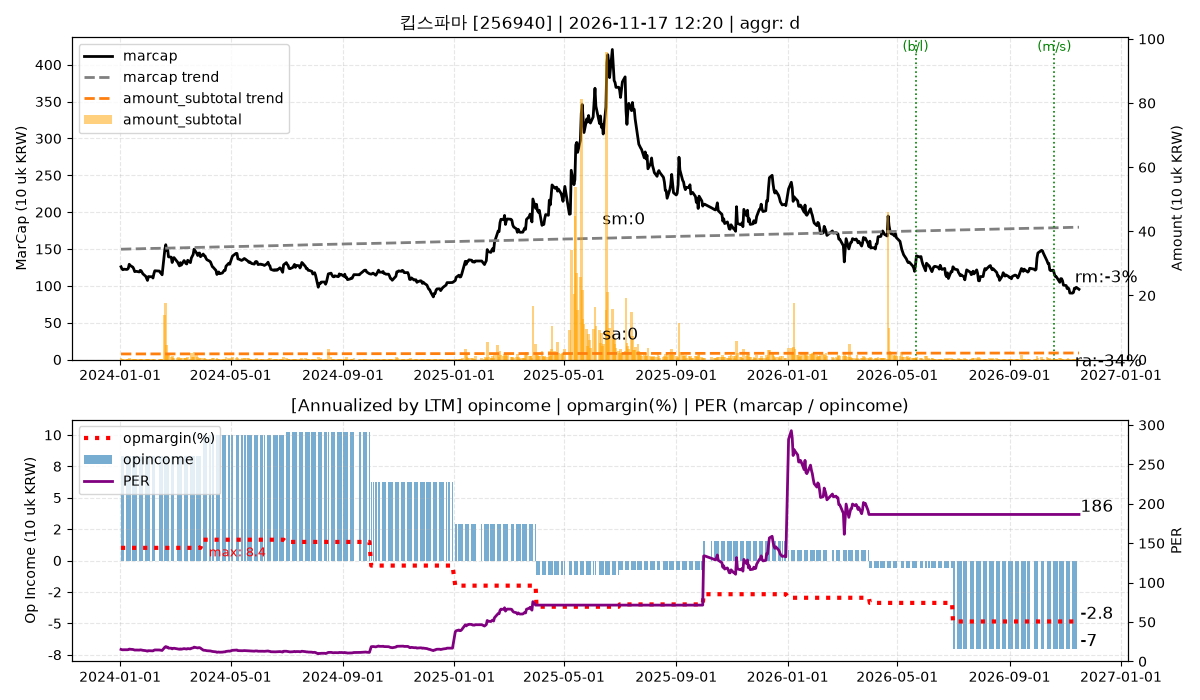 킵스파마 [256940] | 2026-11-17 12:20 | aggr: d
marcap
marcap trend
amount_subtotal trend
amount_subtotal
(b/l)
(m/s)
MarCap (10 uk KRW)
400
350
300
250
200
150
100
50
0
Amount (10 uk KRW)
100
80
60
40
20
sm:0
sa:0
rm:-3%
ra:-34%
2024-01-01
2024-05-01
2024-09-01
2025-01-01
2025-05-01
2025-09-01
2026-01-01
2026-05-01
2026-09-01
2027-01-01
[Annualized by LTM] opincome | opmargin(%) | PER (marcap / opincome)
opmargin(%)
opincome
PER
Op Income (10 uk KRW)
10
8
5
2
0
-2
-5
-8
PER
300
250
200
150
100
50
0
max: 8.4
186
-2.8
-7
2024-01-01
2024-05-01
2024-09-01
2025-01-01
2025-05-01
2025-09-01
2026-01-01
2026-05-01
2026-09-01
2027-01-01